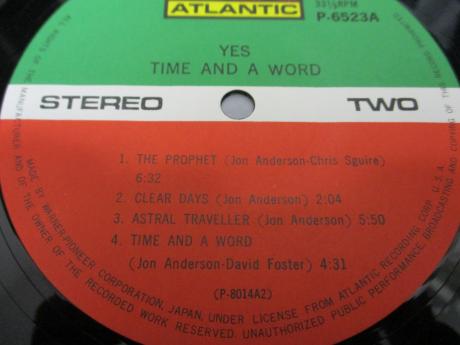 ATLANTIC
33⅓RPM
P-6523A
YES
TIME AND A WORD
STEREO
TWO
1. THE PROPHET (Jon Anderson-Chris Sguire)
6:32
2. CLEAR DAYS (Jon Anderson) 2:04
3. ASTRAL TRAVELLER (Jon Anderson) 5:50
4. TIME AND A WORD
(Jon Anderson-David Foster) 4:31
(P-8014A2)
ALL RIGHTS OF THE MANUFACTURER AND OF THE OWNER OF THE RECORDED WORK RESERVED. UNAUTHORIZED PUBLIC PERFORMANCE, BROADCASTING AND COPYING OF THIS RECORD PROHIBITED
MADE BY WARNER-PIONEER CORPORATION, JAPAN, UNDER LICENSE FROM ATLANTIC RECORDING CORP. U.S.A.